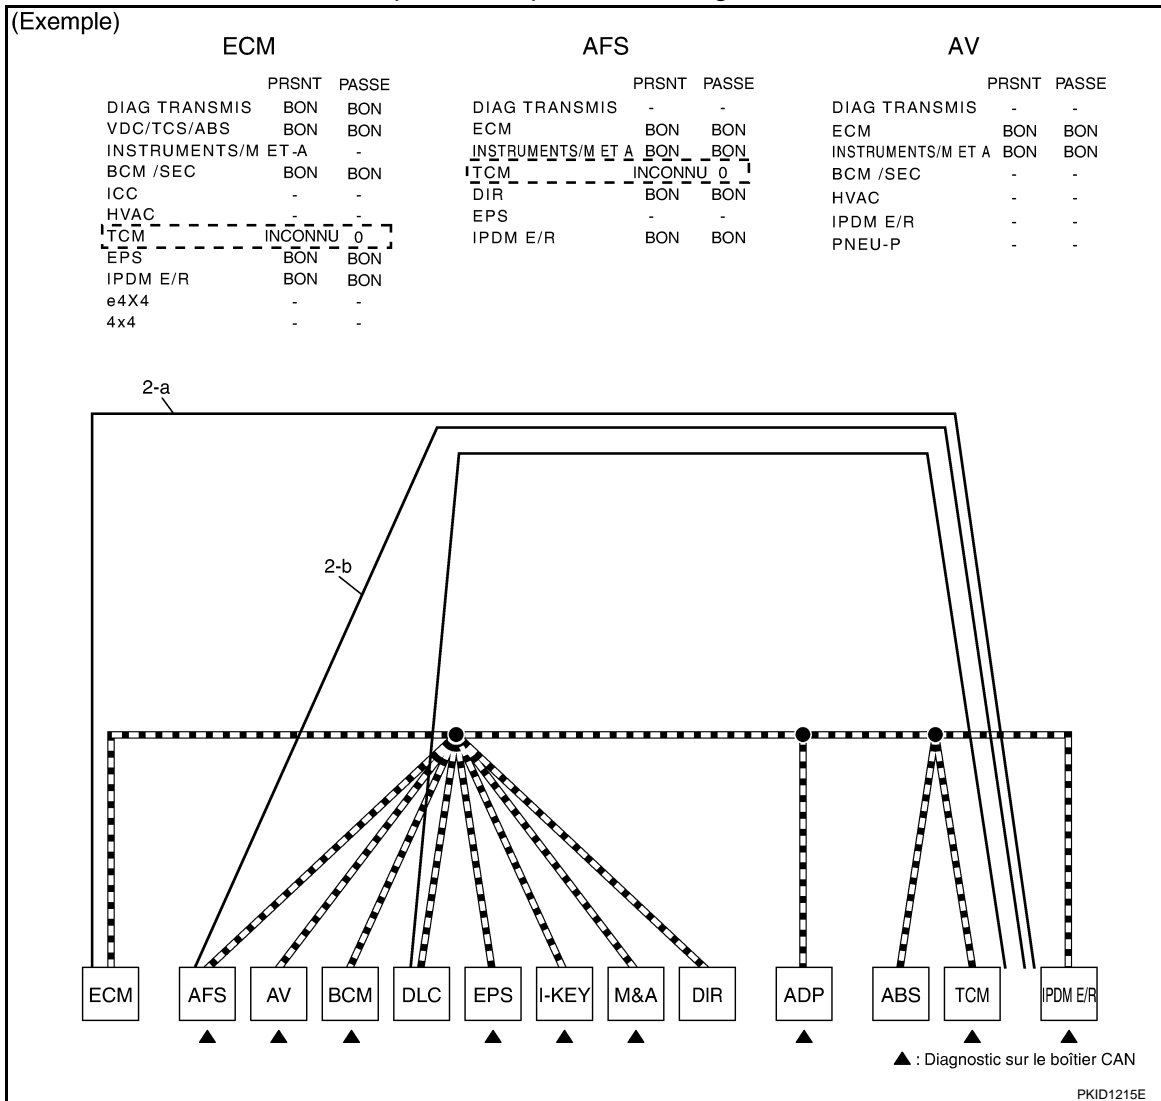 (Exemple)
ECM
PRSNT PASSE
DIAG TRANSMIS BON BON
VDC/TCS/ABS BON BON
INSTRUMENTS/M ET A - -
BCM /SEC BON BON
ICC - -
HVAC - -
TCM INCONNU 0
EPS BON BON
IPDM E/R BON BON
e4X4 - -
4x4 - -
AFS
PRSNT PASSE
DIAG TRANSMIS - -
ECM BON BON
INSTRUMENTS/M ET A BON BON
TCM INCONNU 0
DIR BON BON
EPS - -
IPDM E/R BON BON
AV
PRSNT PASSE
DIAG TRANSMIS - -
ECM BON BON
INSTRUMENTS/M ET A BON BON
BCM /SEC - -
HVAC - -
IPDM E/R - -
PNEU-P - -
2-a
2-b
ECM AFS AV BCM DLC EPS I-KEY M&A DIR ADP ABS TCM IPDM E/R
▲ : Diagnostic sur le boîtier CAN
PKID1215E